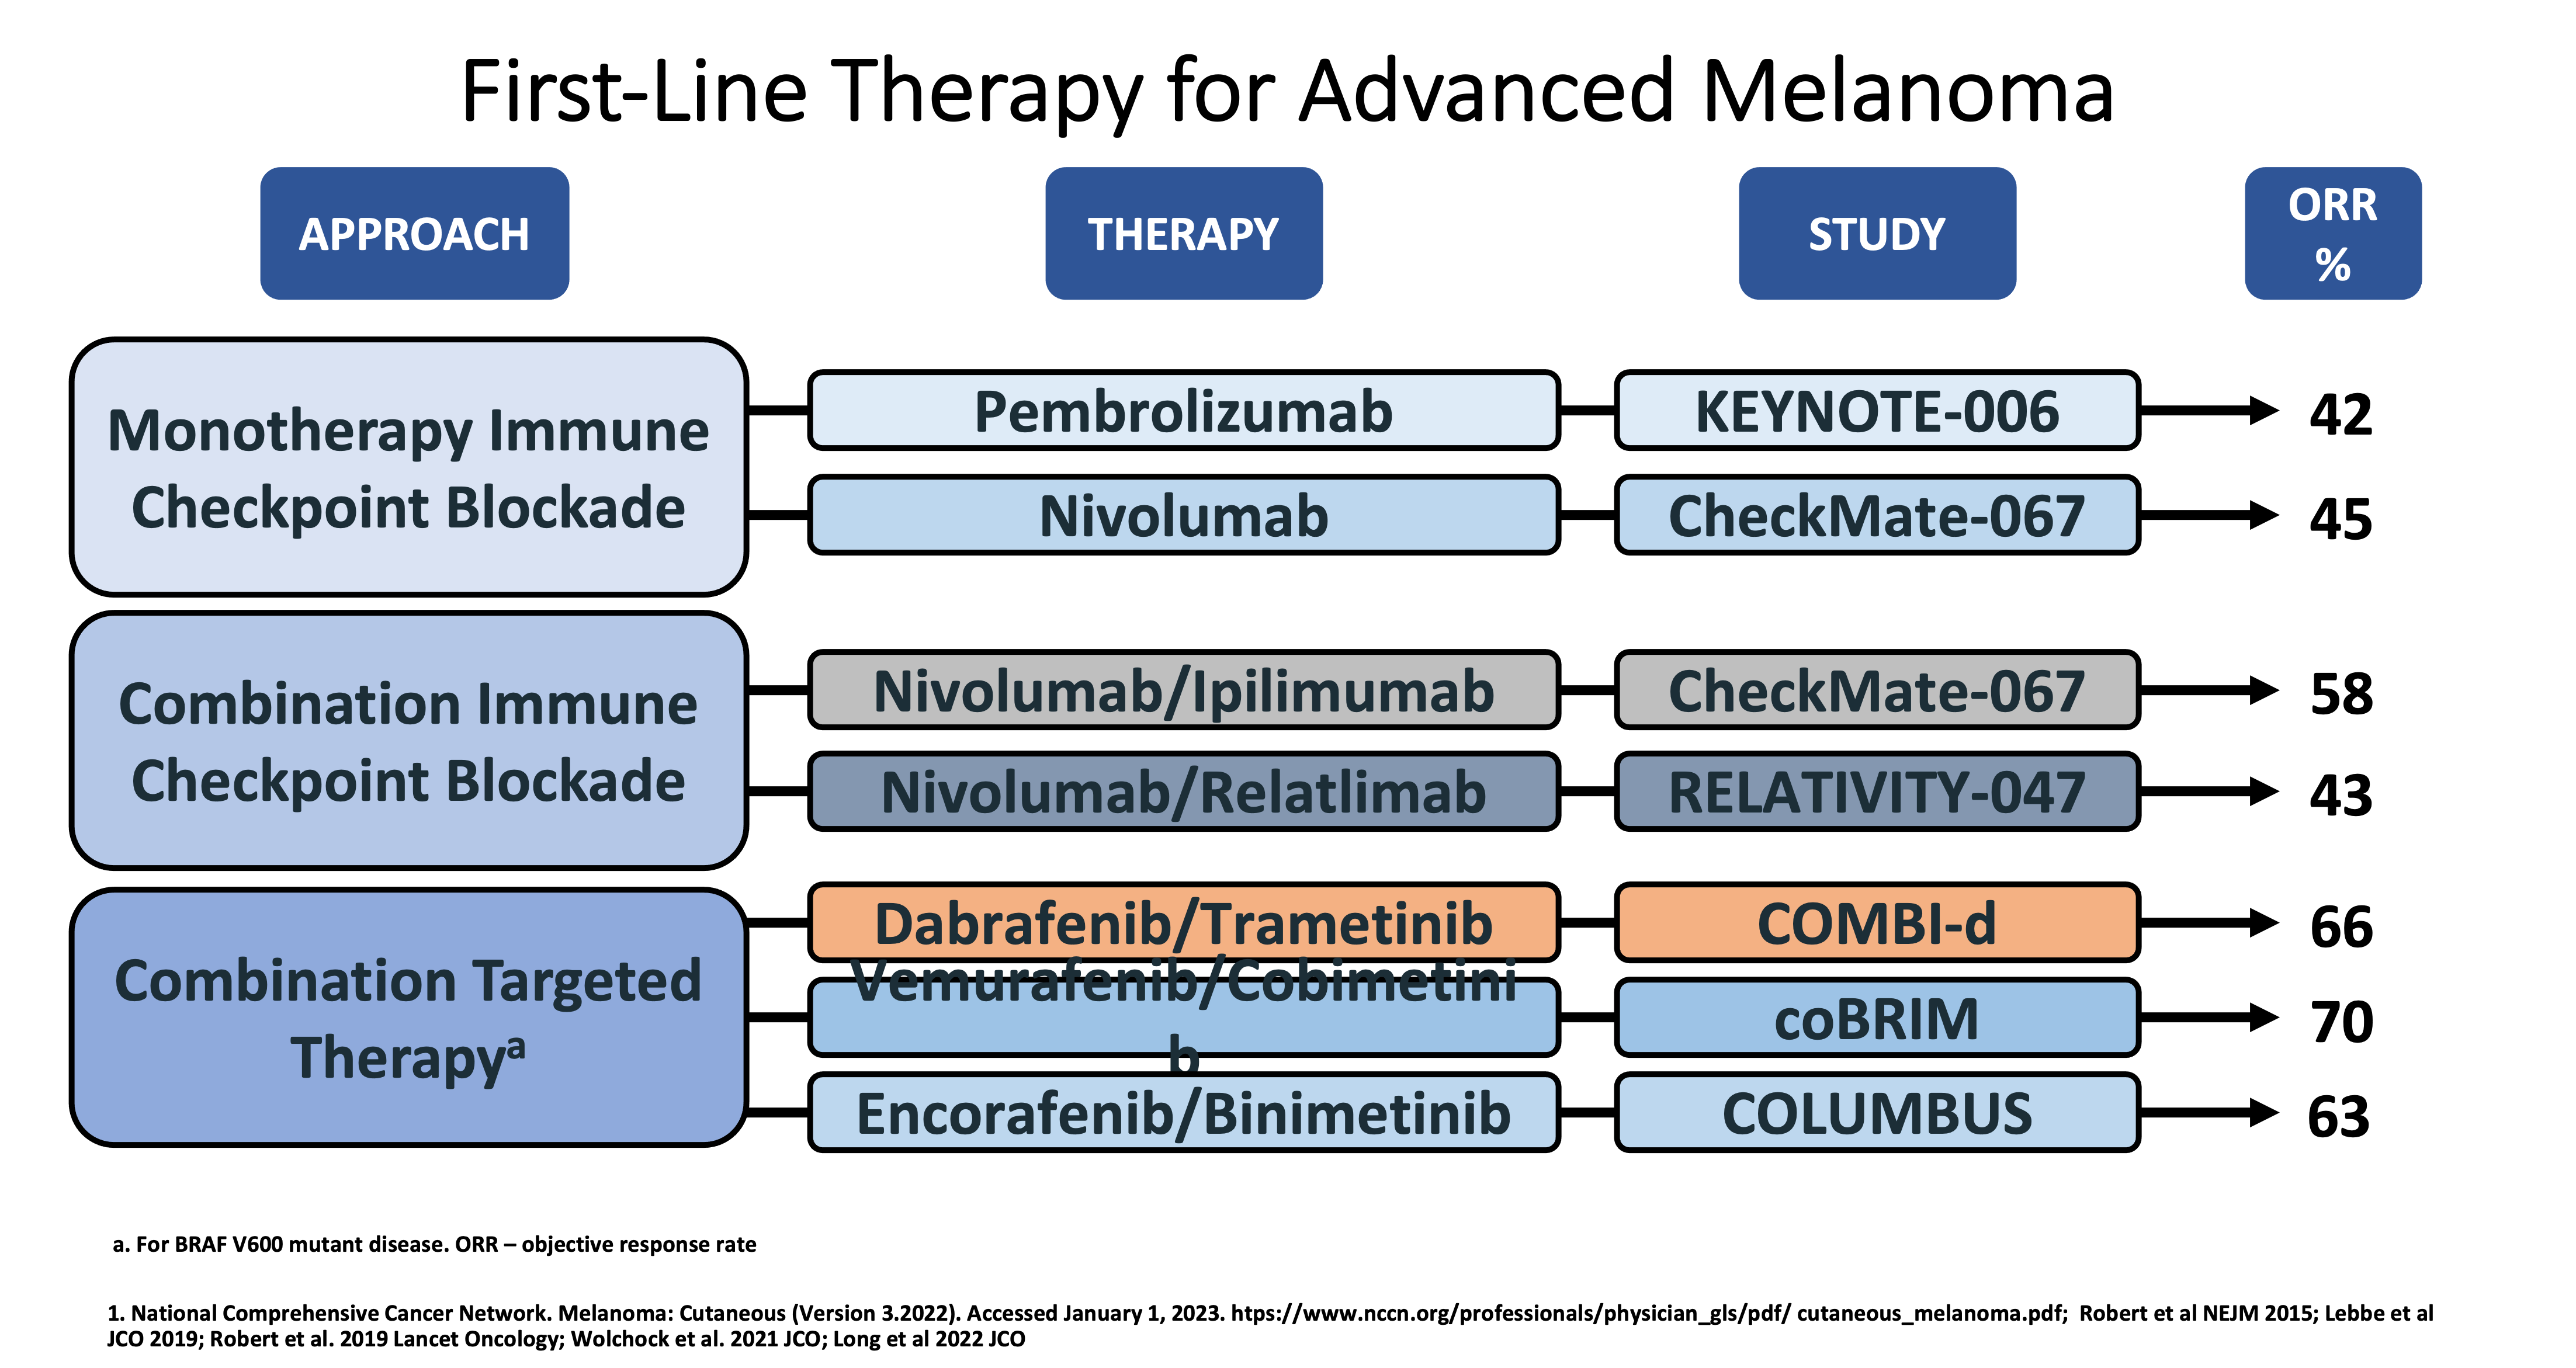 First-Line Therapy for Advanced Melanoma
APPROACH
THERAPY
STUDY
ORR
%
Monotherapy Immune
Checkpoint Blockade
Pembrolizumab
KEYNOTE-006
42
Nivolumab
CheckMate-067
45
Combination Immune
Checkpoint Blockade
Nivolumab/Ipilimumab
CheckMate-067
58
Nivolumab/Relatlimab
RELATIVITY-047
43
Combination Targeted
Therapyᵃ
Dabrafenib/Trametinib
COMBI-d
66
Vemurafenib/Cobimetini
b
coBRIM
70
Encorafenib/Binimetinib
COLUMBUS
63
a. For BRAF V600 mutant disease. ORR – objective response rate
1. National Comprehensive Cancer Network. Melanoma: Cutaneous (Version 3.2022). Accessed January 1, 2023. htps://www.nccn.org/professionals/physician_gls/pdf/ cutaneous_melanoma.pdf; Robert et al NEJM 2015; Lebbe et al
JCO 2019; Robert et al. 2019 Lancet Oncology; Wolchock et al. 2021 JCO; Long et al 2022 JCO